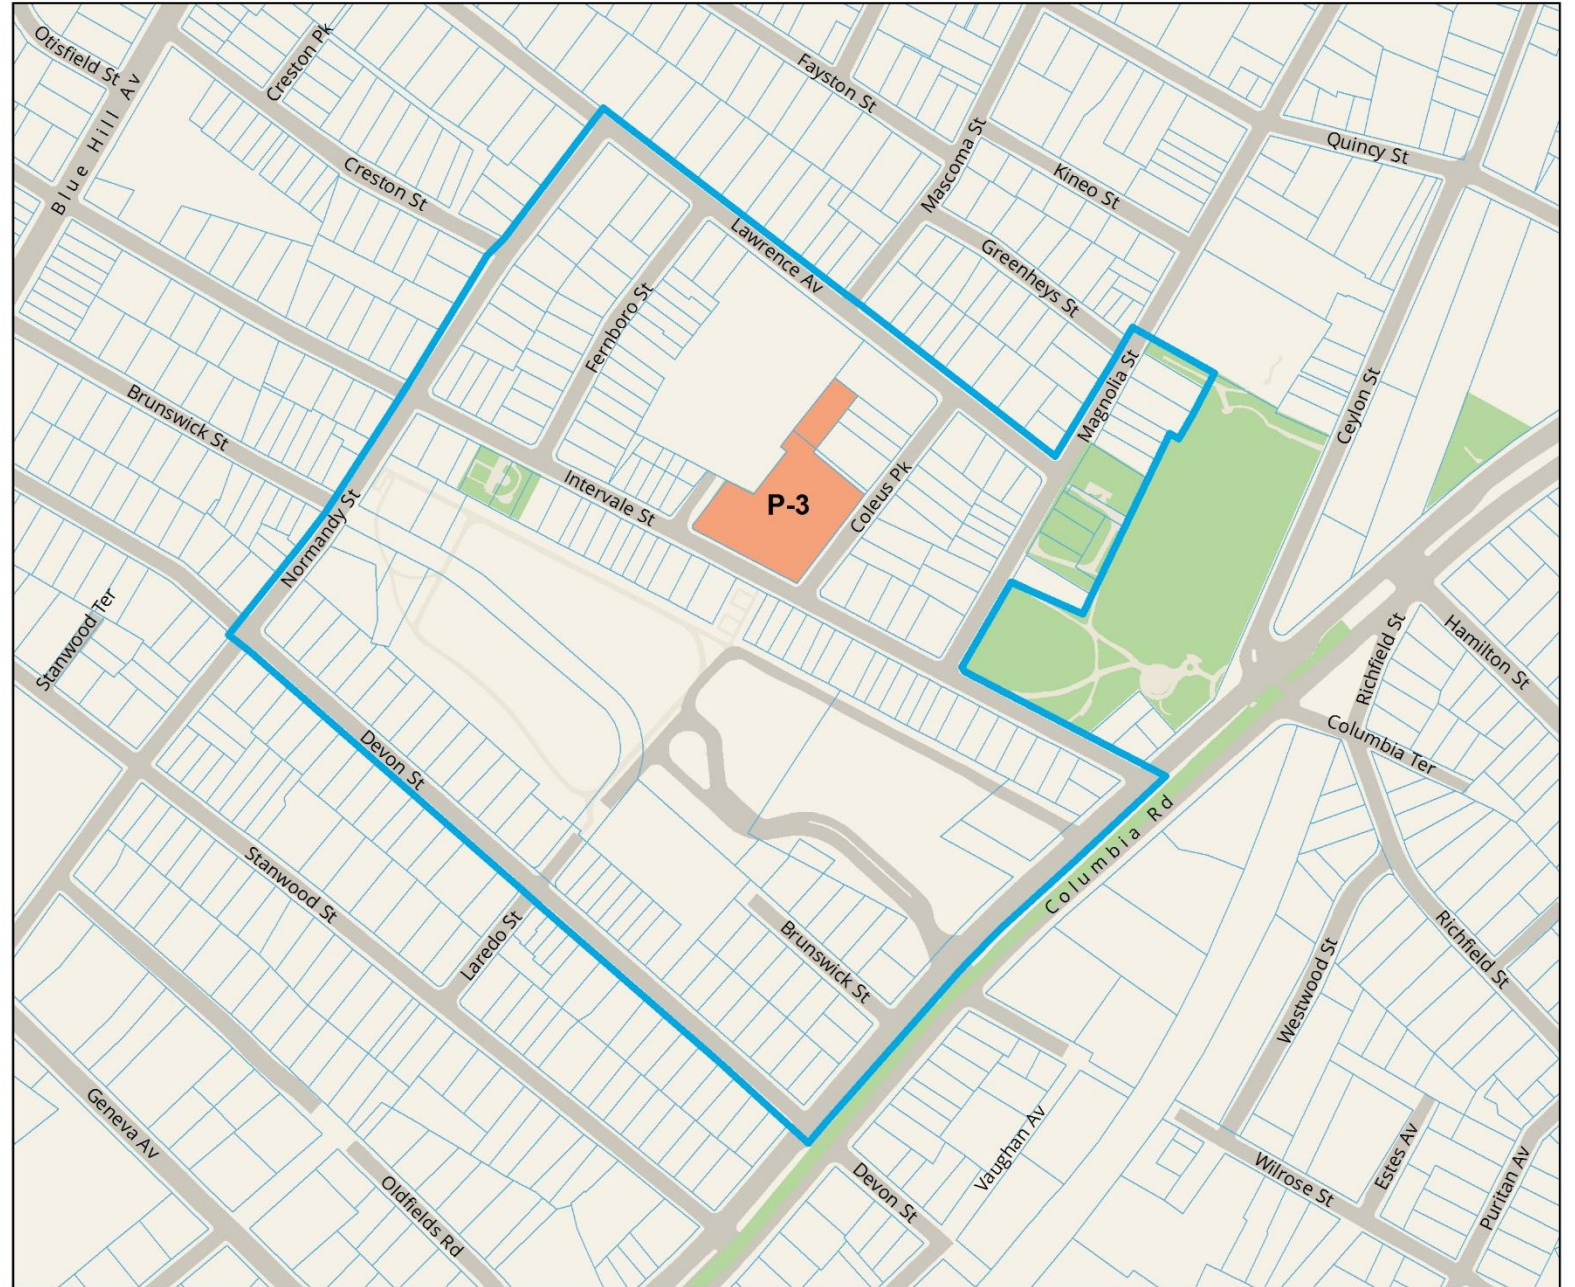 Otisfield St
Creston Pk
Blue Hill Av
Creston St
Fayston St
Mascoma St
Quincy St
Kineo St
Lawrence Av
Greenheys St
Fernboro St
Magnolia St
Ceylon St
Brunswick St
Intervale St
P-3
Coleus Pk
Normandy St
Stanwood Ter
Richfield St
Hamilton St
Columbia Ter
Devon St
Columbia Rd
Stanwood St
Laredo St
Brunswick St
Westwood St
Richfield St
Geneva Av
Oldfields Rd
Devon St
Vaughan Av
Wilrose St
Estes Av
Puritan Av